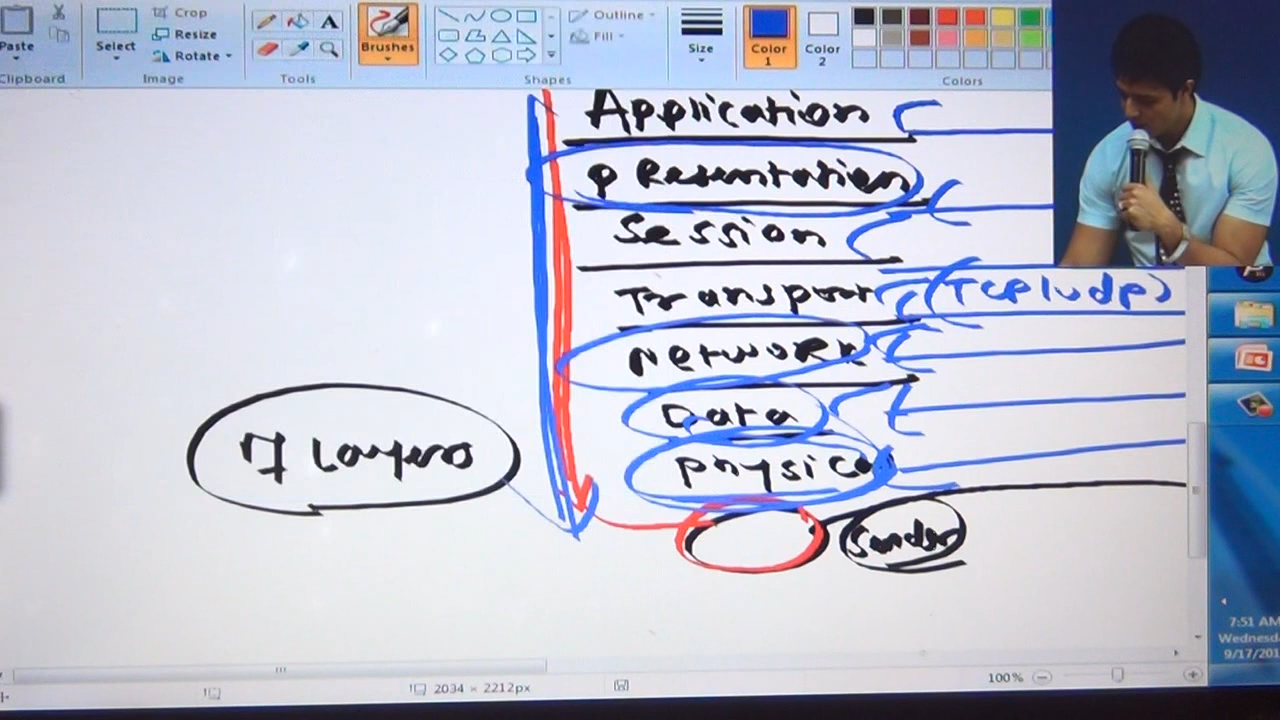 Paste
Clipboard
Select
Crop
Resize
Rotate
Image
A
Tools
Brushes
Shapes
Outline
Fill
Size
Color 1
Color 2
Colors
Application
Presentation
Session
Transport (TCP/udp)
Network
Data
physical
7 Layers
Sender
7:51 AM
Wednesd
9/17/201
2034 × 2212px
100%